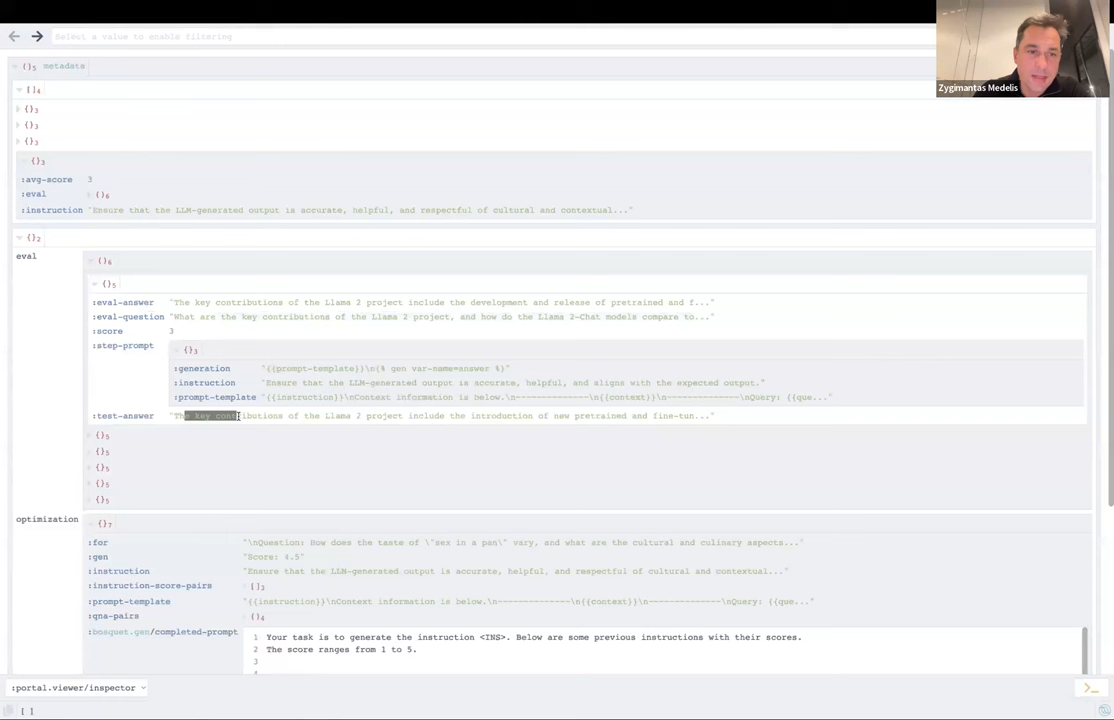 Select a value to enable filtering
Zygimantas Medelis
{}5 metadata
[]4
{}3
{}3
{}3
{}3
:avg-score 3
:eval ()6
:instruction "Ensure that the LLM-generated output is accurate, helpful, and respectful of cultural and contextual..."
{}2
eval ()6
{}5
:eval-answer "The key contributions of the Llama 2 project include the development and release of pretrained and f..."
:eval-question "What are the key contributions of the Llama 2 project, and how do the Llama 2-Chat models compare to..."
:score 3
:step-prompt {}3
:generation "{{prompt-template}}\n{% gen var-name=answer %}"
:instruction "Ensure that the LLM-generated output is accurate, helpful, and aligns with the expected output."
:prompt-template "{{instruction}}\nContext information is below.\n--------------\n{{context}}\n--------------\nQuery: {{que..."
:test-answer "The key contributions of the Llama 2 project include the introduction of new pretrained and fine-tun..."
{}5
{}5
{}5
{}5
{}5
optimization {}7
:for "\nQuestion: How does the taste of \"sex in a pan\" vary, and what are the cultural and culinary aspects..."
:gen "Score: 4.5"
:instruction "Ensure that the LLM-generated output is accurate, helpful, and respectful of cultural and contextual..."
:instruction-score-pairs []3
:prompt-template "{{instruction}}\nContext information is below.\n--------------\n{{context}}\n--------------\nQuery: {{que..."
:qna-pairs ()4
:bosquet.gen/completed-prompt 1 Your task is to generate the instruction <INS>. Below are some previous instructions with their scores.
2 The score ranges from 1 to 5.
3
4
:portal.viewer/inspector
>_
[ ]